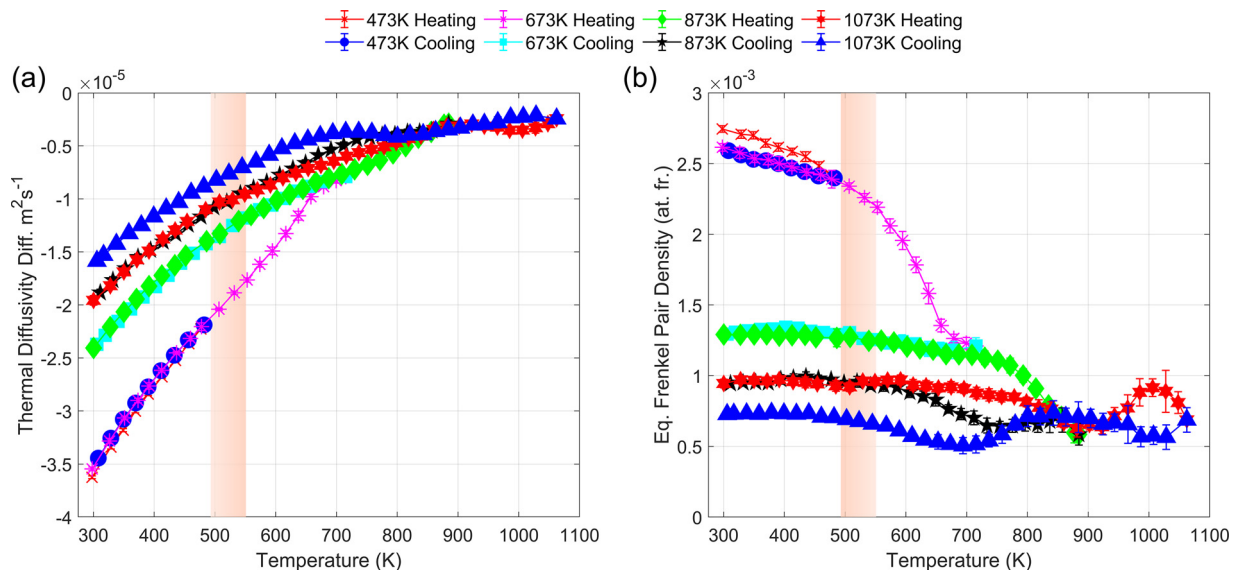 473K Heating 673K Heating 873K Heating 1073K Heating
473K Cooling 673K Cooling 873K Cooling 1073K Cooling
(a)
×10⁻⁵
0
-0.5
-1
-1.5
-2
-2.5
-3
-3.5
-4
Thermal Diffusivity Diff. m²s⁻¹
300 400 500 600 700 800 900 1000 1100
Temperature (K)
(b)
×10⁻³
3
2.5
2
1.5
1
0.5
0
Eq. Frenkel Pair Density (at. fr.)
300 400 500 600 700 800 900 1000 1100
Temperature (K)